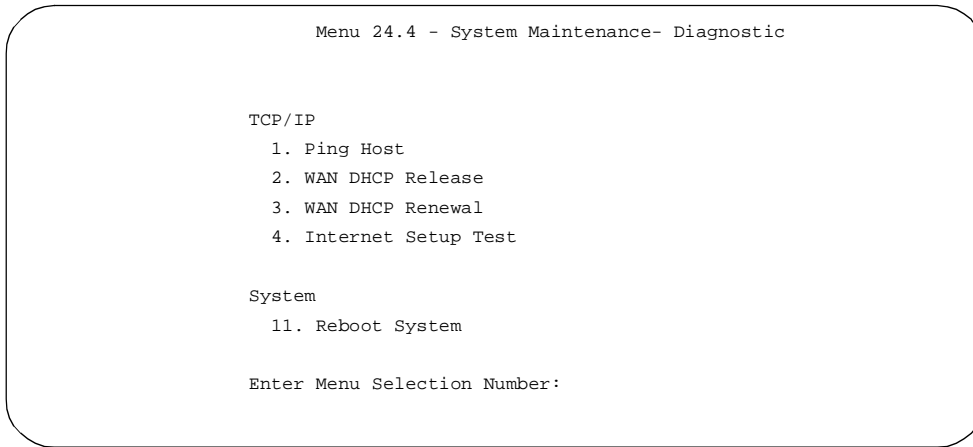 Menu 24.4 - System Maintenance- Diagnostic
TCP/IP
1. Ping Host
2. WAN DHCP Release
3. WAN DHCP Renewal
4. Internet Setup Test
System
11. Reboot System
Enter Menu Selection Number: